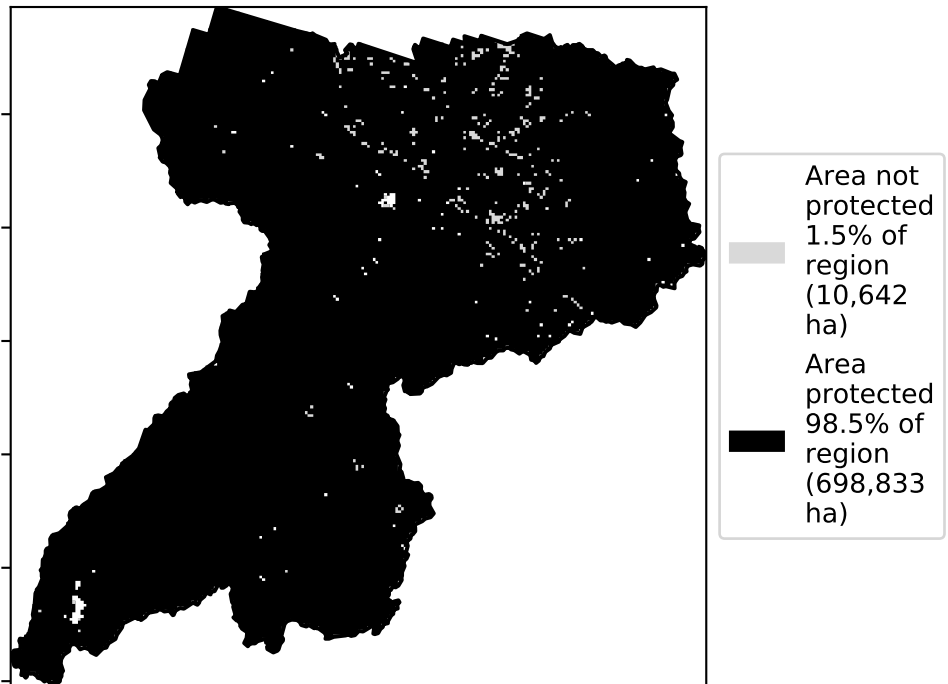 Area not
protected
1.5% of
region
(10,642
ha)
Area
protected
98.5% of
region
(698,833
ha)